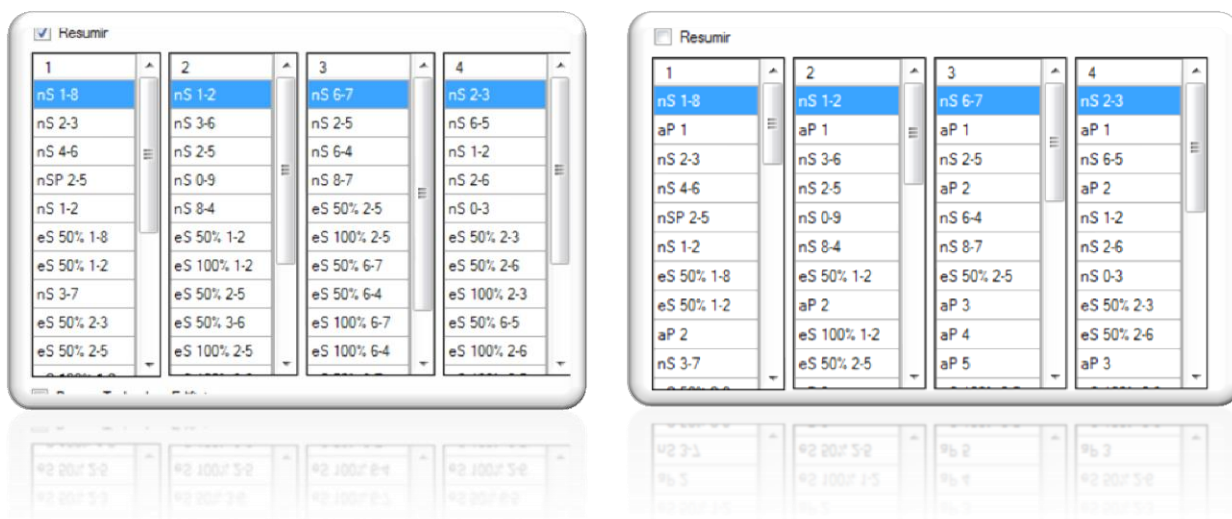 Resumir
1 2 3 4
nS 1-8 nS 1-2 nS 6-7 nS 2-3
nS 2-3 nS 3-6 nS 2-5 nS 6-5
nS 4-6 nS 2-5 nS 6-4 nS 1-2
nSP 2-5 nS 0-9 nS 8-7 nS 2-6
nS 1-2 nS 8-4 eS 50% 2-5 nS 0-3
eS 50% 1-8 eS 50% 1-2 eS 100% 2-5 eS 50% 2-3
eS 50% 1-2 eS 100% 1-2 eS 50% 6-7 eS 50% 2-6
nS 3-7 eS 50% 2-5 eS 50% 6-4 eS 100% 2-3
eS 50% 2-3 eS 50% 3-6 eS 100% 6-7 eS 50% 6-5
eS 50% 2-5 eS 100% 2-5 eS 100% 6-4 eS 100% 2-6
Resumir
1 2 3 4
nS 1-8 nS 1-2 nS 6-7 nS 2-3
aP 1 aP 1 aP 1 aP 1
nS 2-3 nS 3-6 nS 2-5 nS 6-5
nS 4-6 nS 2-5 aP 2 aP 2
nSP 2-5 nS 0-9 nS 6-4 nS 1-2
nS 1-2 nS 8-4 nS 8-7 nS 2-6
eS 50% 1-8 eS 50% 1-2 eS 50% 2-5 nS 0-3
eS 50% 1-2 aP 2 aP 3 eS 50% 2-3
aP 2 eS 100% 1-2 aP 4 eS 50% 2-6
nS 3-7 eS 50% 2-5 aP 5 aP 3